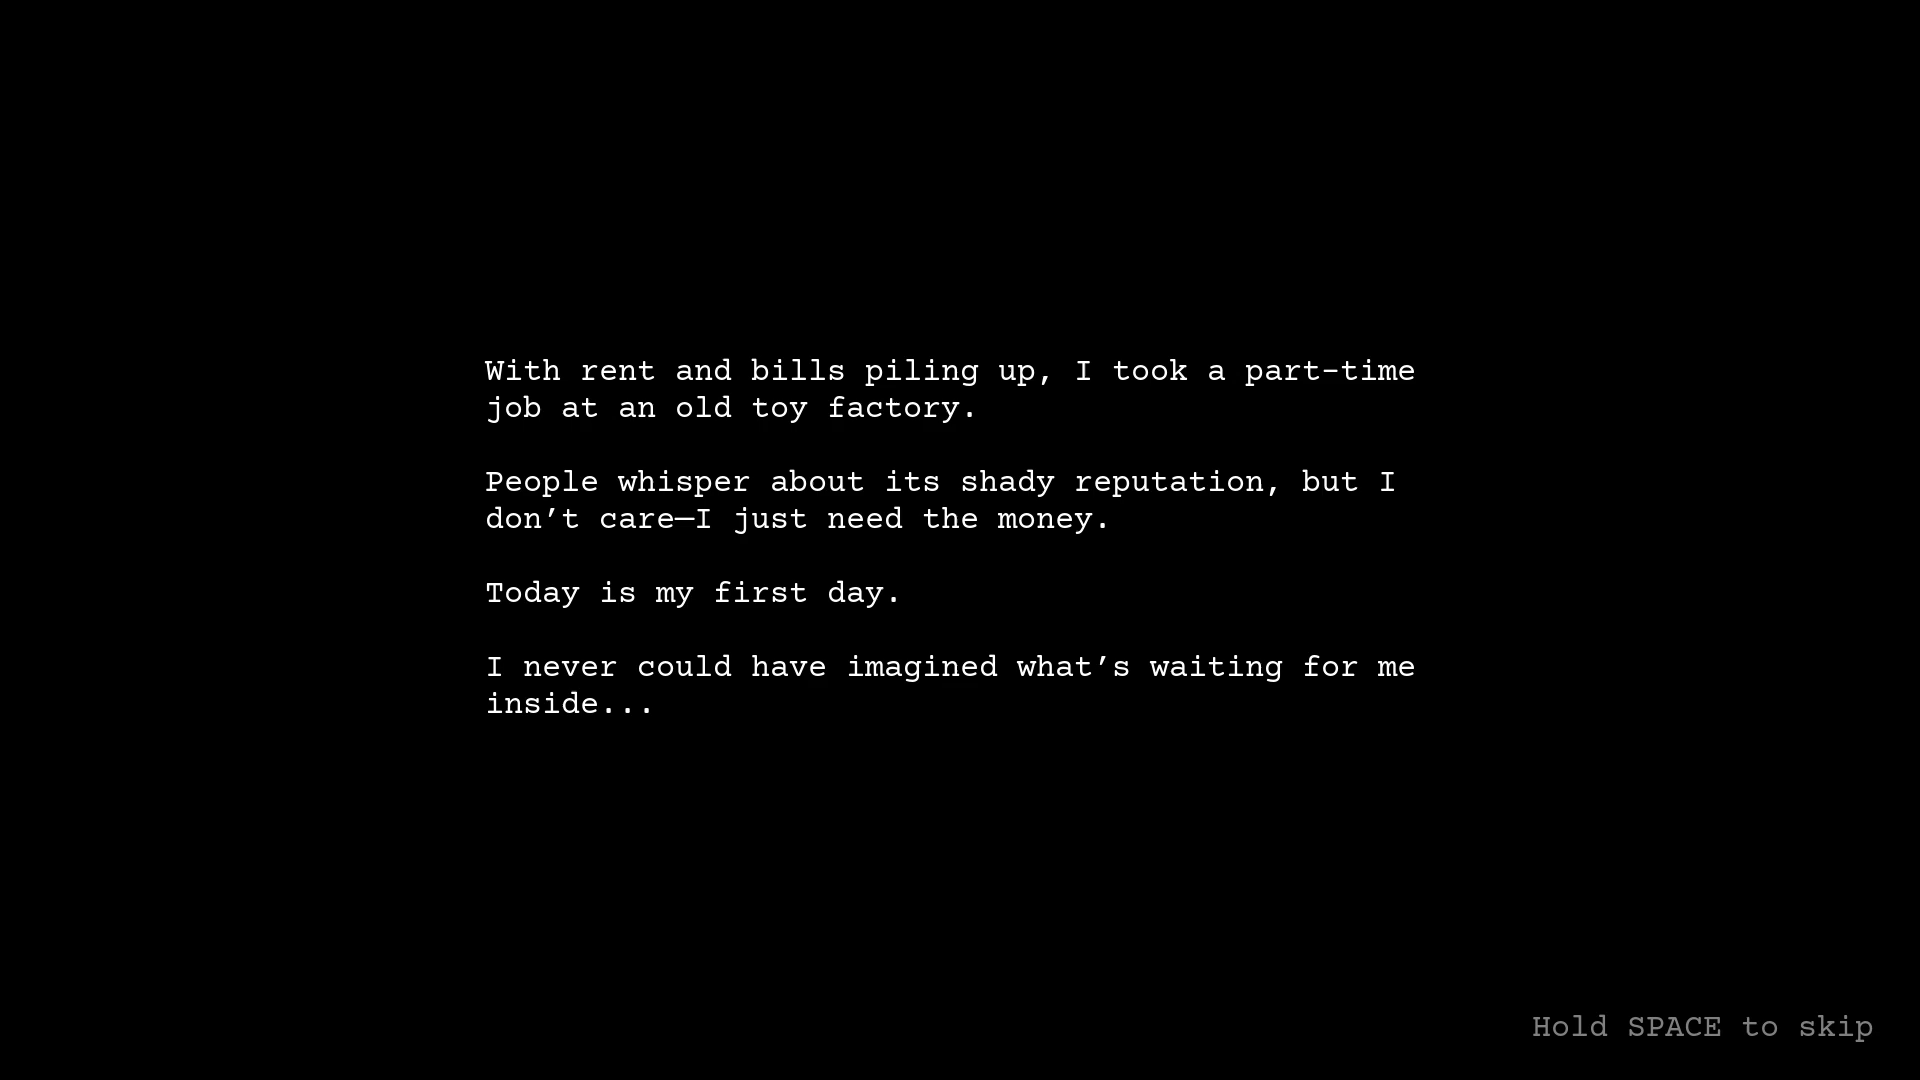 With rent and bills piling up, I took a part-time
job at an old toy factory.
People whisper about its shady reputation, but I
don’t care—I just need the money.
Today is my first day.
I never could have imagined what’s waiting for me
inside...
Hold SPACE to skip